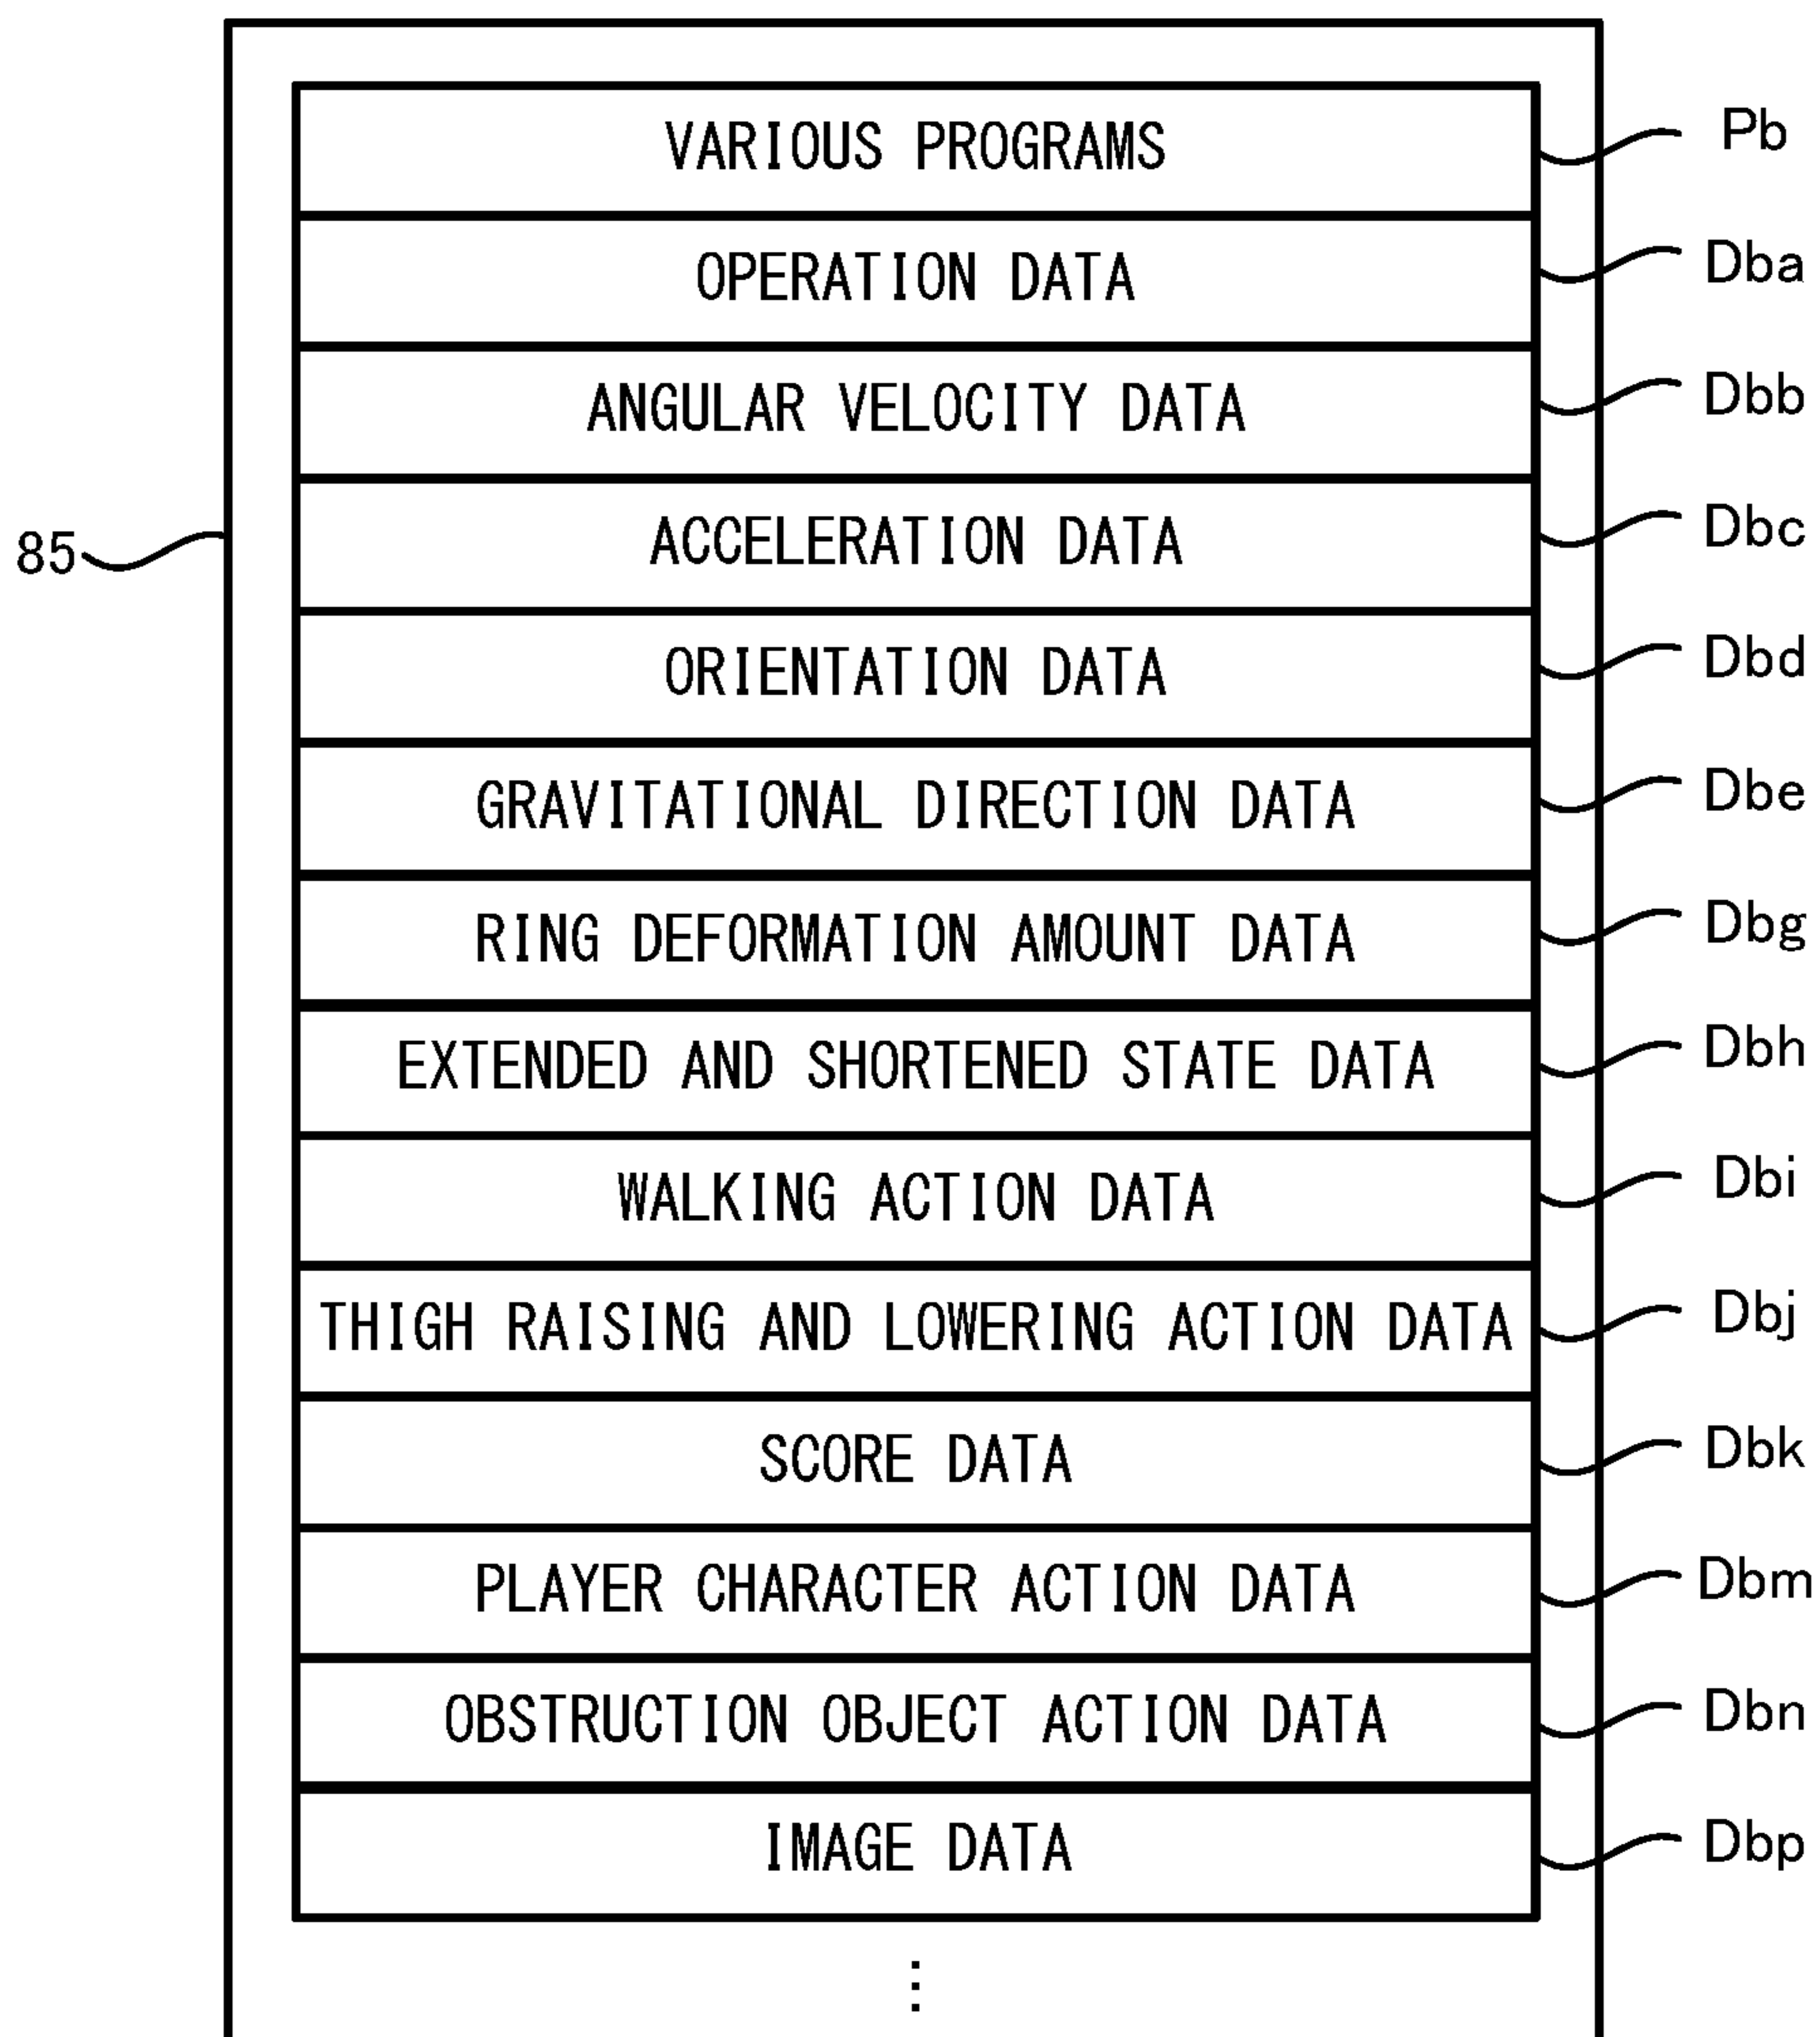 VARIOUS PROGRAMS Pb
OPERATION DATA Dba
ANGULAR VELOCITY DATA Dbb
85
ACCELERATION DATA Dbc
ORIENTATION DATA Dbd
GRAVITATIONAL DIRECTION DATA Dbe
RING DEFORMATION AMOUNT DATA Dbg
EXTENDED AND SHORTENED STATE DATA Dbh
WALKING ACTION DATA Dbi
THIGH RAISING AND LOWERING ACTION DATA Dbj
SCORE DATA Dbk
PLAYER CHARACTER ACTION DATA Dbm
OBSTRUCTION OBJECT ACTION DATA Dbn
IMAGE DATA Dbp